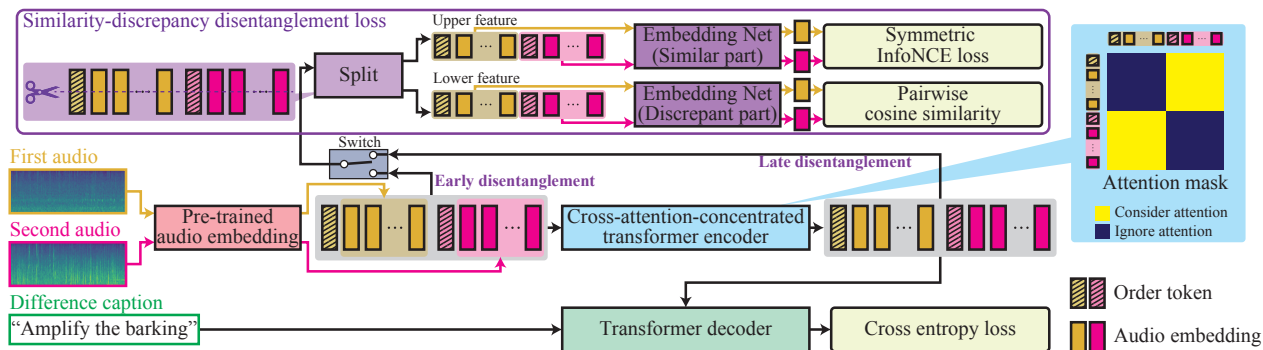 Similarity-discrepancy disentanglement loss
Upper feature
Split
Lower feature
Embedding Net
(Similar part)
Symmetric
InfoNCE loss
Embedding Net
(Discrepant part)
Pairwise
cosine similarity
Switch
Early disentanglement
Late disentanglement
First audio
Second audio
Pre-trained
audio embedding
Cross-attention-concentrated
transformer encoder
Attention mask
Consider attention
Ignore attention
Difference caption
“Amplify the barking”
Transformer decoder
Cross entropy loss
Order token
Audio embedding